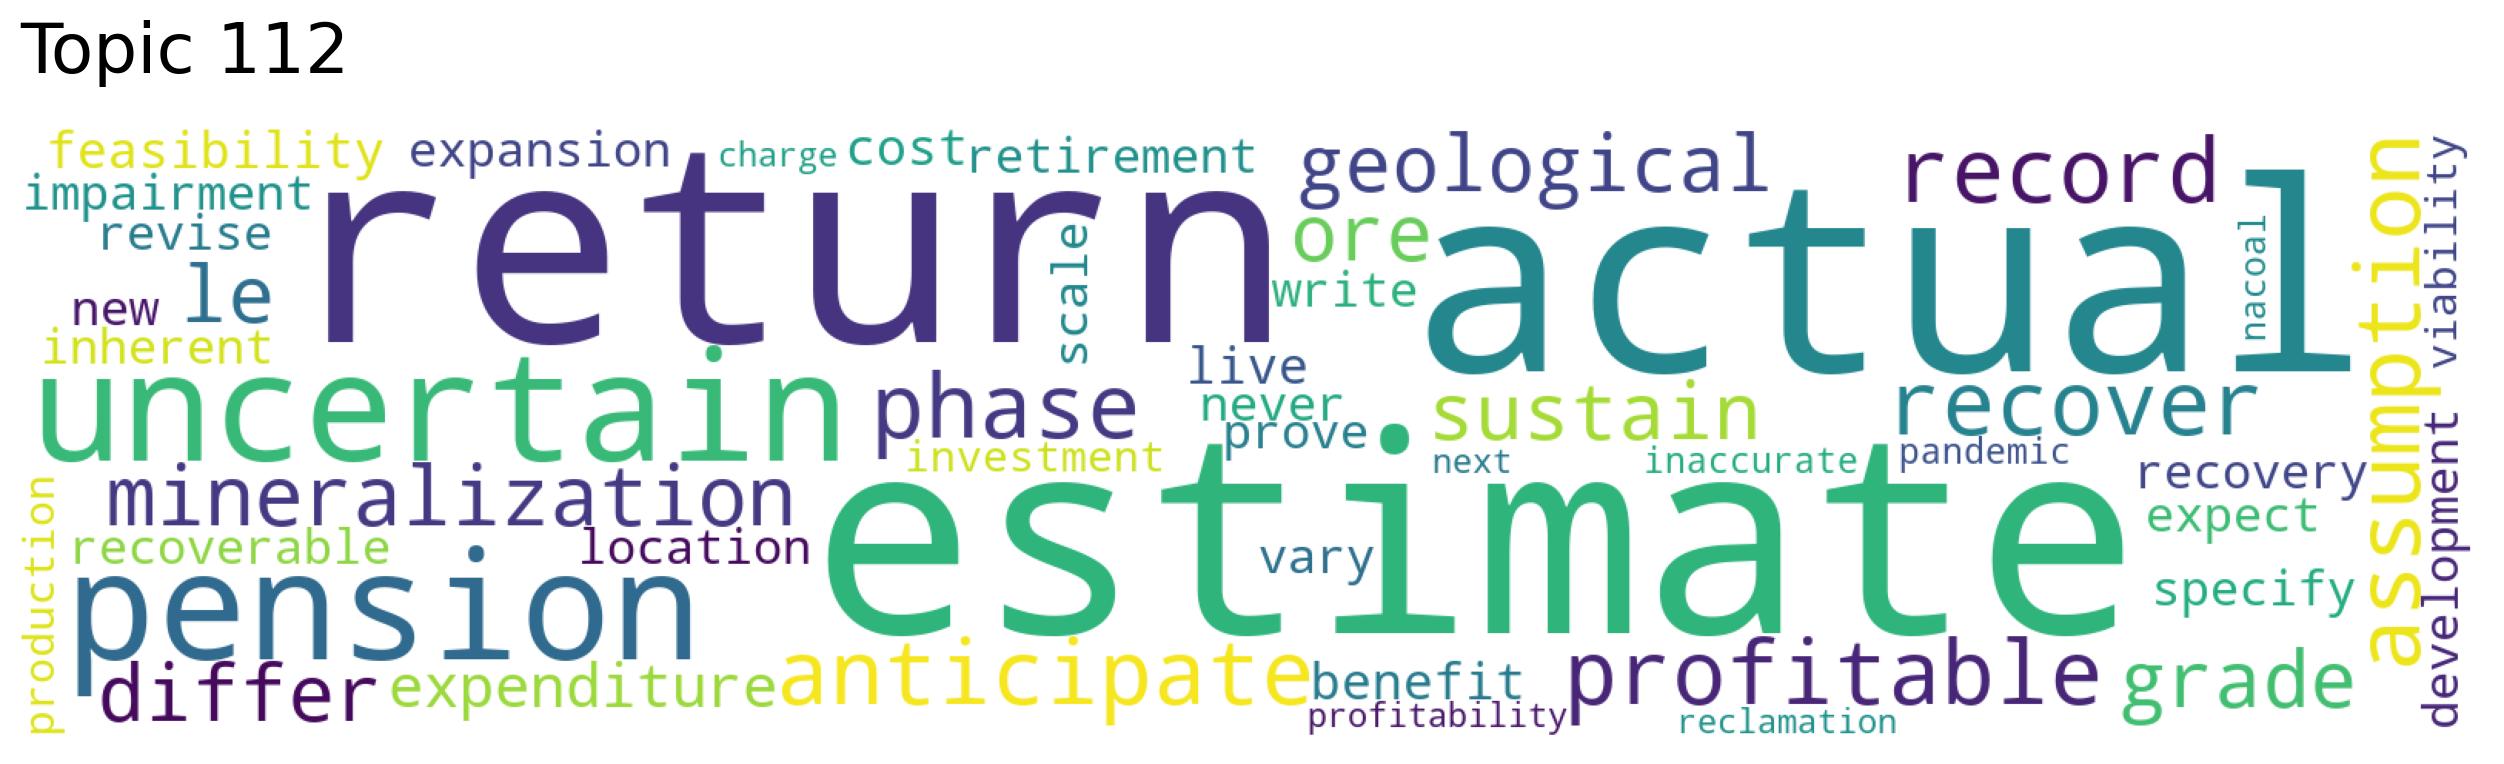 Topic 112
feasibility
expansion
charge
cost
retirement
geological
record
assumption
viability
impairment
return
actual
revise
ore
scale
nacoal
le
new
write
inherent
uncertain
phase
live
never
prove
sustain
recover
investment
estimate
next
inaccurate
pandemic
recovery
mineralization
production
recoverable
location
expect
development
pension
vary
specify
differ
expenditure
anticipate
benefit
profitable
grade
profitability
reclamation